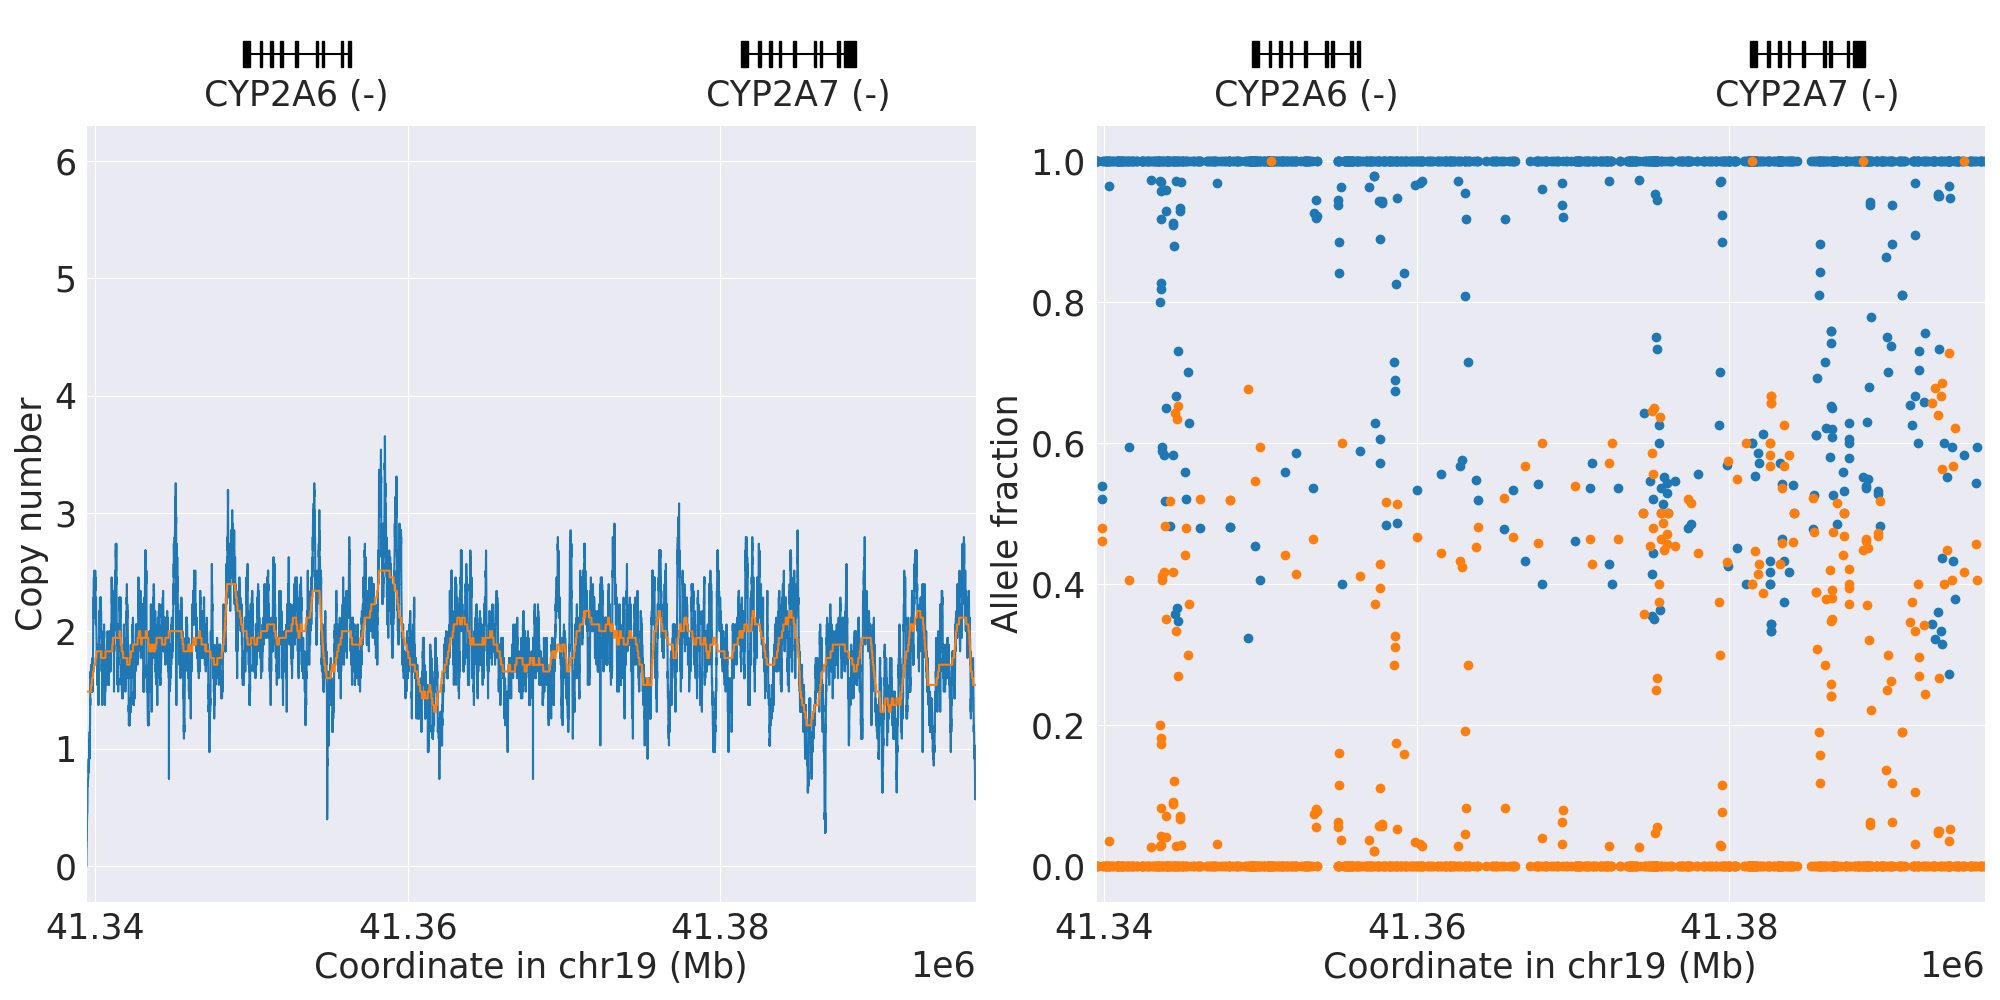 CYP2A6 (-)
CYP2A7 (-)
6
5
4
3
2
1
0
Copy number
41.34
41.36
41.38
Coordinate in chr19 (Mb)
1e6
CYP2A6 (-)
CYP2A7 (-)
1.0
0.8
0.6
0.4
0.2
0.0
Allele fraction
41.34
41.36
41.38
Coordinate in chr19 (Mb)
1e6